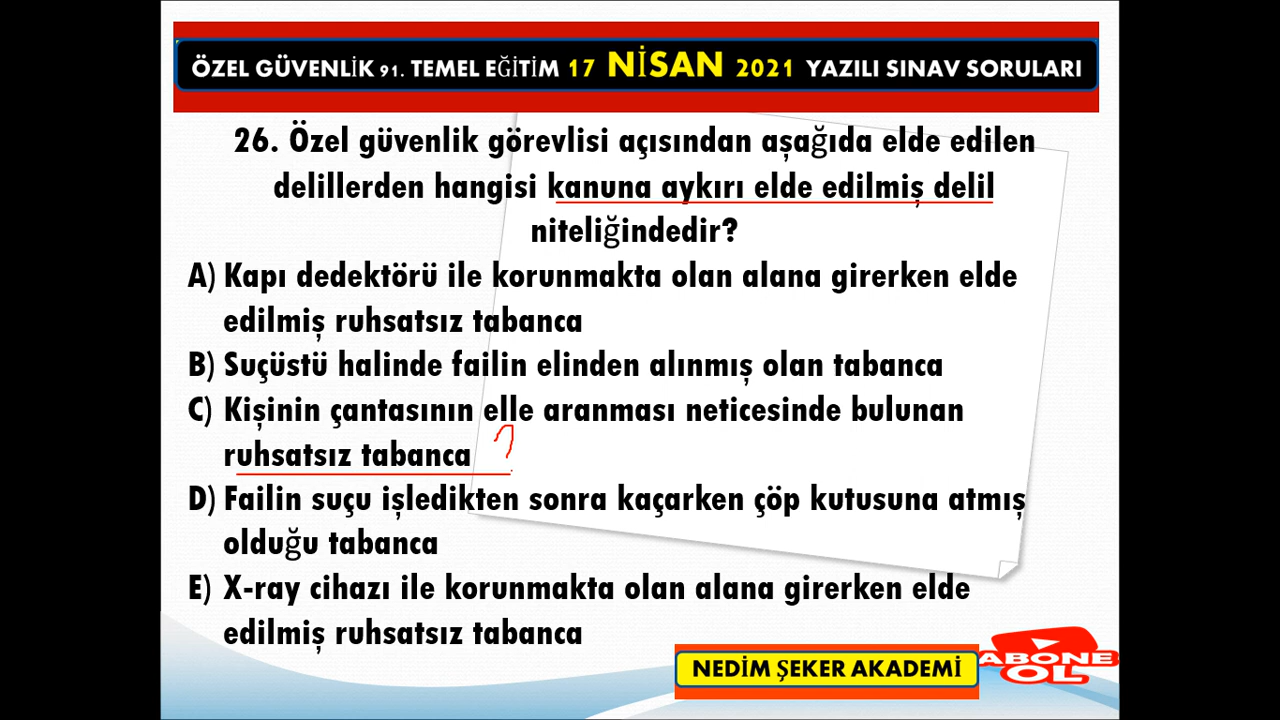 ÖZEL GÜVENLİK 91. TEMEL EĞİTİM 17 NİSAN 2021 YAZILI SINAV SORULARI
26. Özel güvenlik görevlisi açısından aşağıda elde edilen
delillerden hangisi kanuna aykırı elde edilmiş delil
niteliğindedir?
A) Kapı dedektörü ile korunmakta olan alana girerken elde
edilmiş ruhsatsız tabanca
B) Suçüstü halinde failin elinden alınmış olan tabanca
C) Kişinin çantasının elle aranması neticesinde bulunan
ruhsatsız tabanca ?
D) Failin suçu işledikten sonra kaçarken çöp kutusuna atmış
olduğu tabanca
E) X-ray cihazı ile korunmakta olan alana girerken elde
edilmiş ruhsatsız tabanca
NEDİM ŞEKER AKADEMİ
ABONE
OL